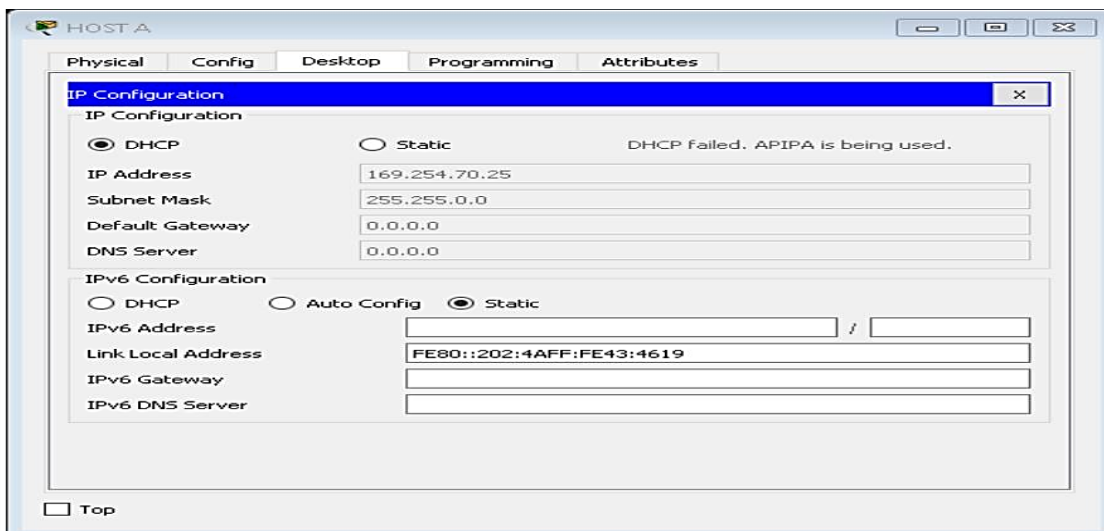 HOST A
Physical Config Desktop Programming Attributes
IP Configuration
IP Configuration
DHCP Static DHCP failed. APIPA is being used.
IP Address 169.254.70.25
Subnet Mask 255.255.0.0
Default Gateway 0.0.0.0
DNS Server 0.0.0.0
IPv6 Configuration
DHCP Auto Config Static
IPv6 Address /
Link Local Address FE80::202:4AFF:FE43:4619
IPv6 Gateway
IPv6 DNS Server
Top